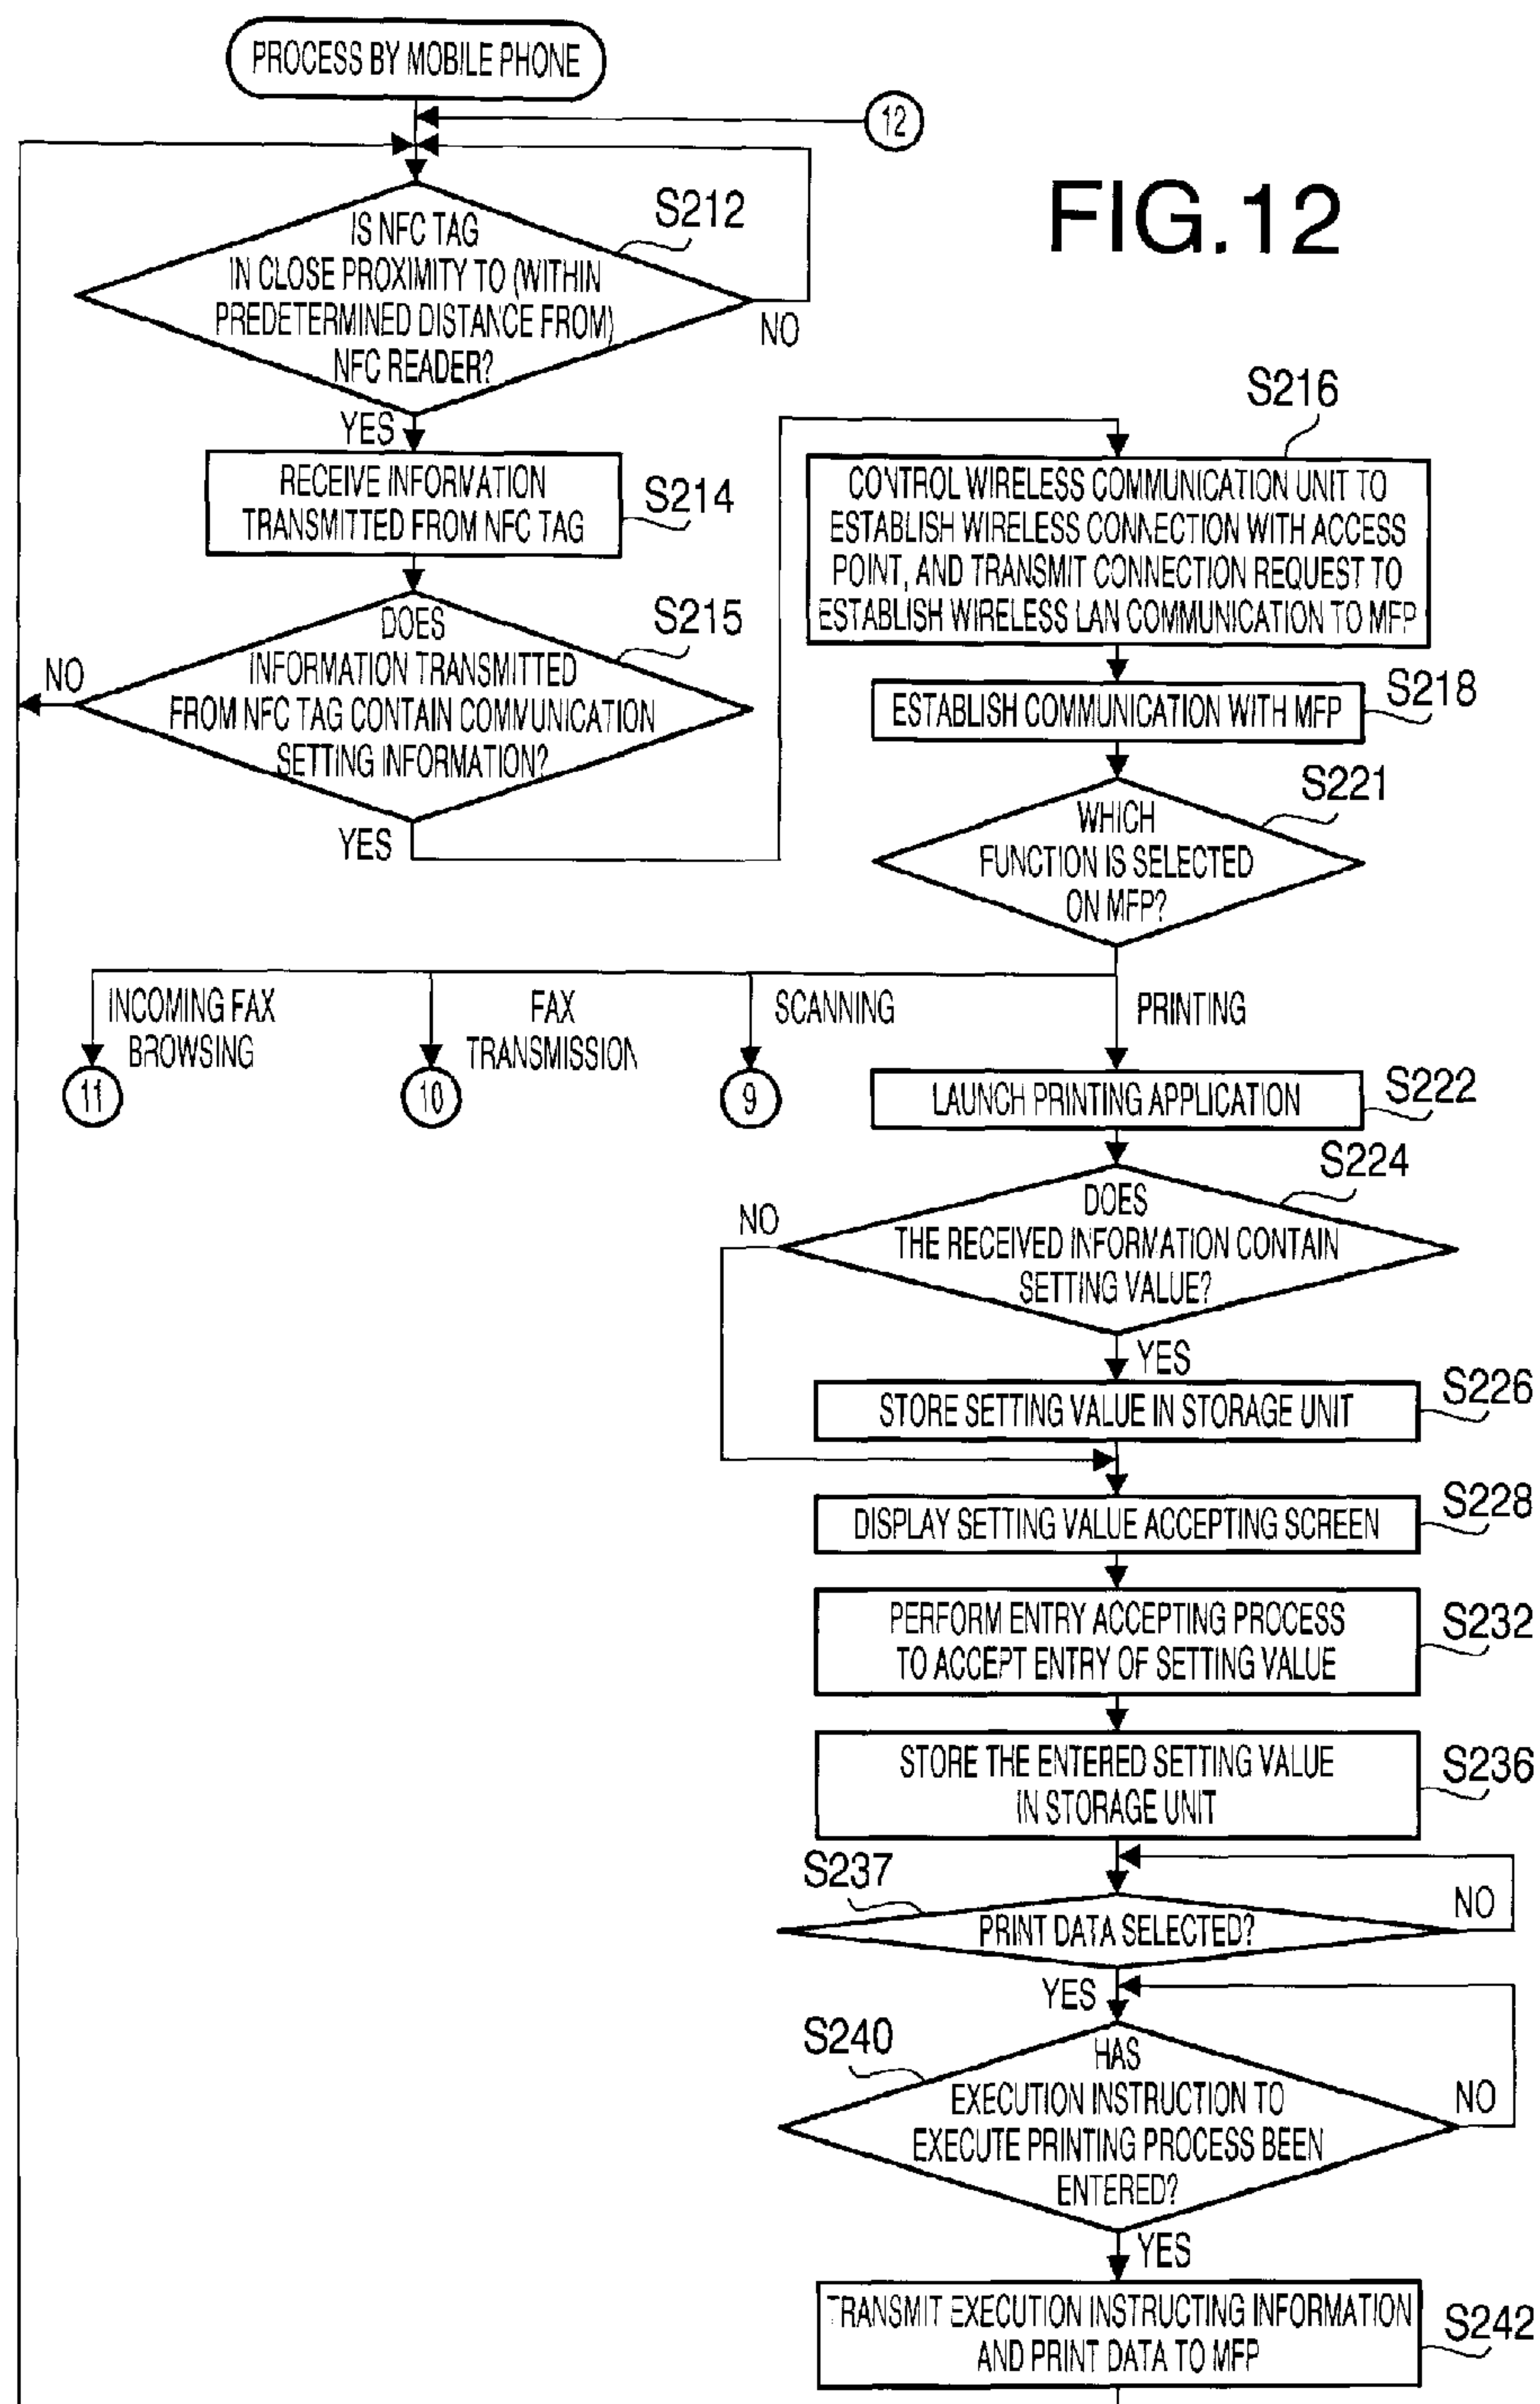 PROCESS BY MOBILE PHONE
12
FIG.12
IS NFC TAG
IN CLOSE PROXIMITY TO (WITHIN
PREDETERMINED DISTANCE FROM)
NFC READER?
S212
NO
YES
RECEIVE INFORMATION
TRANSMITTED FROM NFC TAG
S214
DOES
INFORMATION TRANSMITTED
FROM NFC TAG CONTAIN COMMUNICATION
SETTING INFORMATION?
S215
NO
YES
S216
CONTROL WIRELESS COMMUNICATION UNIT TO
ESTABLISH WIRELESS CONNECTION WITH ACCESS
POINT, AND TRANSMIT CONNECTION REQUEST TO
ESTABLISH WIRELESS LAN COMMUNICATION TO MFP
ESTABLISH COMMUNICATION WITH MFP
S218
WHICH
FUNCTION IS SELECTED
ON MFP?
S221
INCOMING FAX
BROWSING
11
FAX
TRANSMISSION
10
SCANNING
9
PRINTING
LAUNCH PRINTING APPLICATION
S222
DOES
THE RECEIVED INFORMATION CONTAIN
SETTING VALUE?
S224
NO
YES
STORE SETTING VALUE IN STORAGE UNIT
S226
DISPLAY SETTING VALUE ACCEPTING SCREEN
S228
PERFORM ENTRY ACCEPTING PROCESS
TO ACCEPT ENTRY OF SETTING VALUE
S232
STORE THE ENTERED SETTING VALUE
IN STORAGE UNIT
S236
S237
PRINT DATA SELECTED?
NO
YES
S240
HAS
EXECUTION INSTRUCTION TO
EXECUTE PRINTING PROCESS BEEN
ENTERED?
NO
YES
TRANSMIT EXECUTION INSTRUCTING INFORMATION
AND PRINT DATA TO MFP
S242